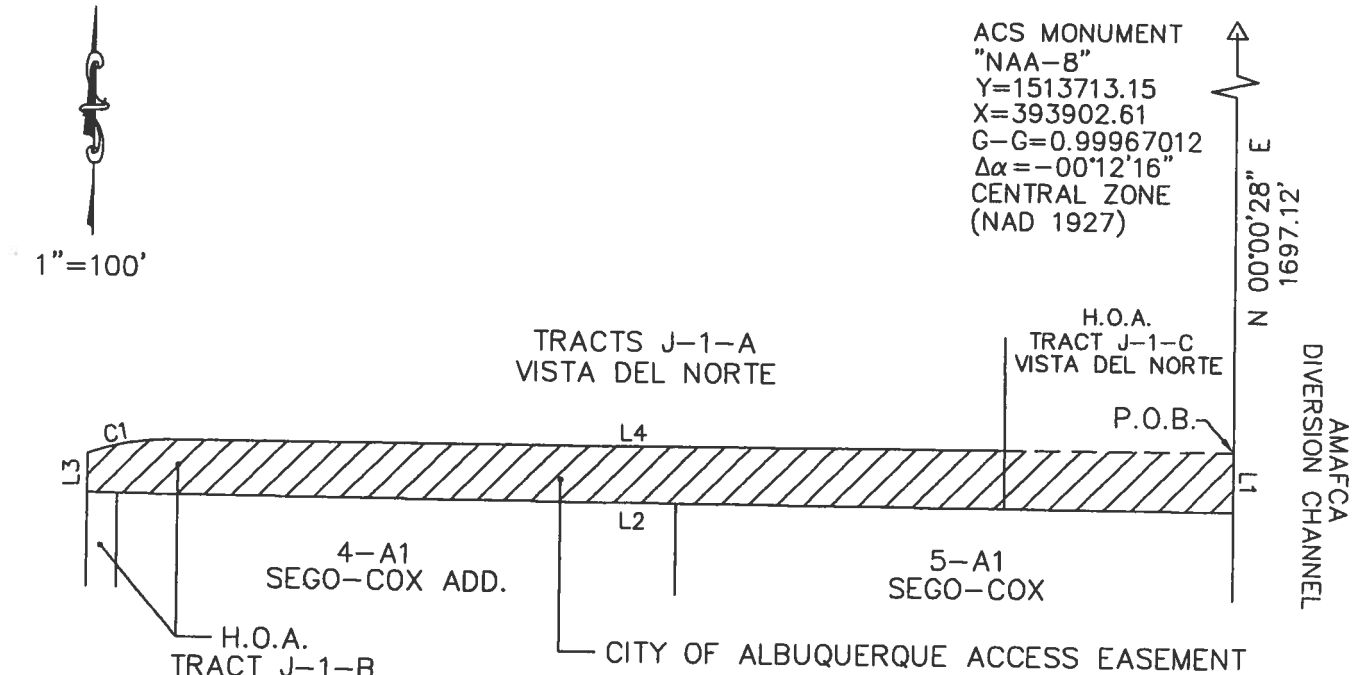 ACS MONUMENT
"NAA-8"
Y=1513713.15
X=393902.61
G-G=0.99967012
Δα=-00°12'16"
CENTRAL ZONE
(NAD 1927)
N 00°00'28" E
1697.12'
1"=100'
TRACTS J-1-A
VISTA DEL NORTE
H.O.A.
TRACT J-1-C
VISTA DEL NORTE
P.O.B.
AMAFCA
DIVERSION CHANNEL
C1
L4
L3
L1
L2
4-A1
SEGO-COX ADD.
5-A1
SEGO-COX
H.O.A.
TRACT J-1-B
CITY OF ALBUQUERQUE ACCESS EASEMENT